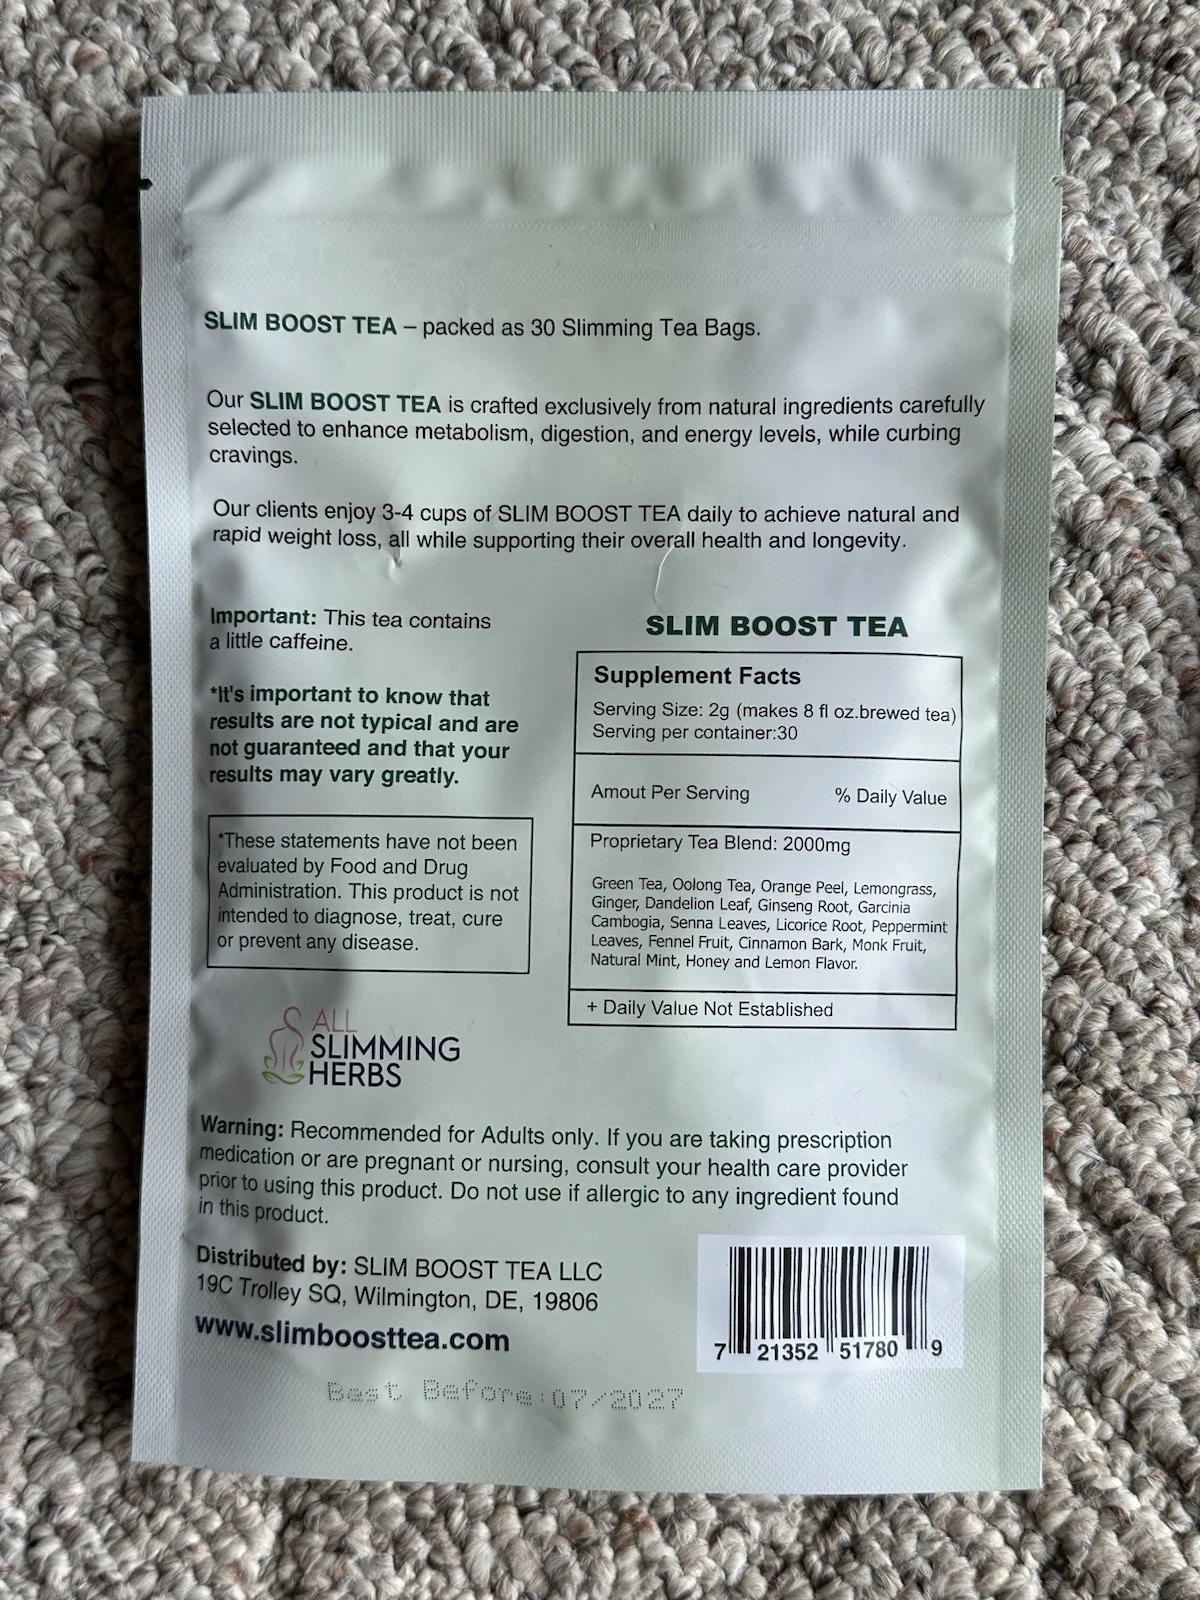 SLIM BOOST TEA – packed as 30 Slimming Tea Bags.
Our SLIM BOOST TEA is crafted exclusively from natural ingredients carefully
selected to enhance metabolism, digestion, and energy levels, while curbing
cravings.
Our clients enjoy 3-4 cups of SLIM BOOST TEA daily to achieve natural and
rapid weight loss, all while supporting their overall health and longevity.
Important: This tea contains
a little caffeine.
*It's important to know that
results are not typical and are
not guaranteed and that your
results may vary greatly.
*These statements have not been
evaluated by Food and Drug
Administration. This product is not
intended to diagnose, treat, cure
or prevent any disease.
SLIM BOOST TEA
Supplement Facts
Serving Size: 2g (makes 8 fl oz.brewed tea)
Serving per container:30
Amout Per Serving % Daily Value
Proprietary Tea Blend: 2000mg
Green Tea, Oolong Tea, Orange Peel, Lemongrass,
Ginger, Dandelion Leaf, Ginseng Root, Garcinia
Cambogia, Senna Leaves, Licorice Root, Peppermint
Leaves, Fennel Fruit, Cinnamon Bark, Monk Fruit,
Natural Mint, Honey and Lemon Flavor.
+ Daily Value Not Established
ALL
SLIMMING
HERBS
Warning: Recommended for Adults only. If you are taking prescription
medication or are pregnant or nursing, consult your health care provider
prior to using this product. Do not use if allergic to any ingredient found
in this product.
Distributed by: SLIM BOOST TEA LLC
19C Trolley SQ, Wilmington, DE, 19806
www.slimboosttea.com
7 21352 51780 9
Best Before:07/2027